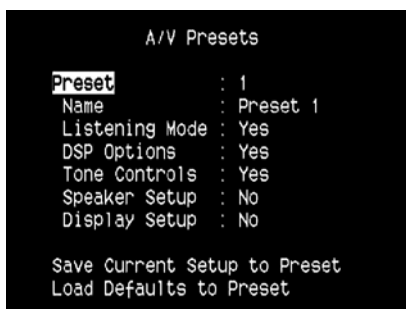 A/V Presets
Preset : 1
Name : Preset 1
Listening Mode : Yes
DSP Options : Yes
Tone Controls : Yes
Speaker Setup : No
Display Setup : No
Save Current Setup to Preset
Load Defaults to Preset